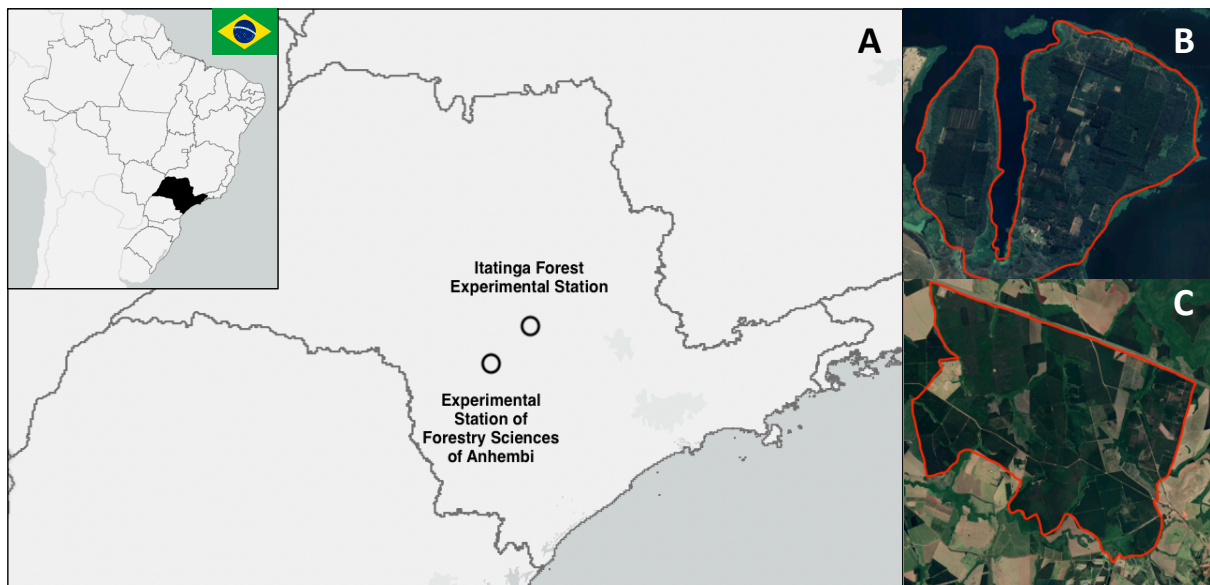 A
B
Itatinga Forest
Experimental Station
C
Experimental
Station of
Forestry Sciences
of Anhembi